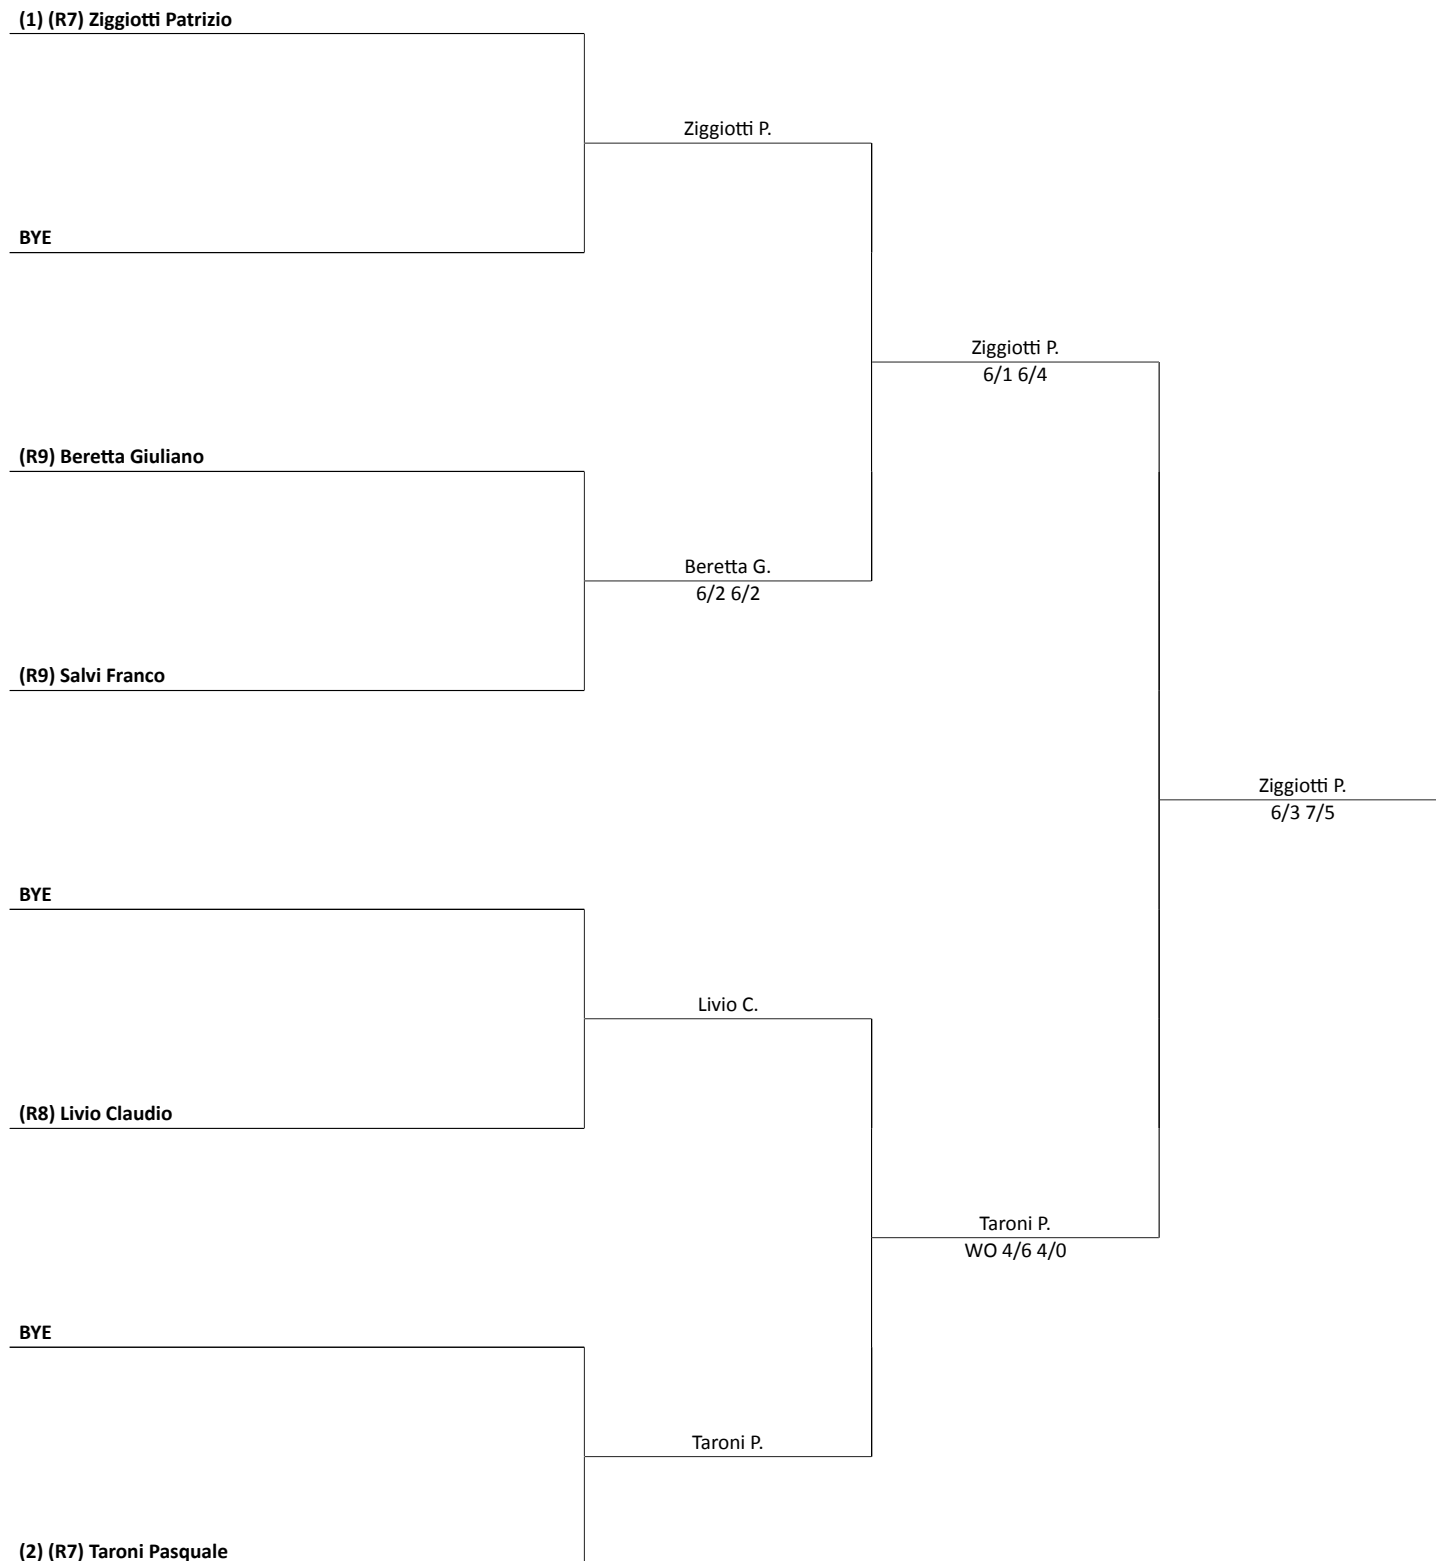 (1) (R7) Ziggiotti Patrizio
Ziggiotti P.
BYE
Ziggiotti P.
6/1 6/4
(R9) Beretta Giuliano
Beretta G.
6/2 6/2
(R9) Salvi Franco
Ziggiotti P.
6/3 7/5
BYE
Livio C.
(R8) Livio Claudio
Taroni P.
WO 4/6 4/0
BYE
Taroni P.
(2) (R7) Taroni Pasquale